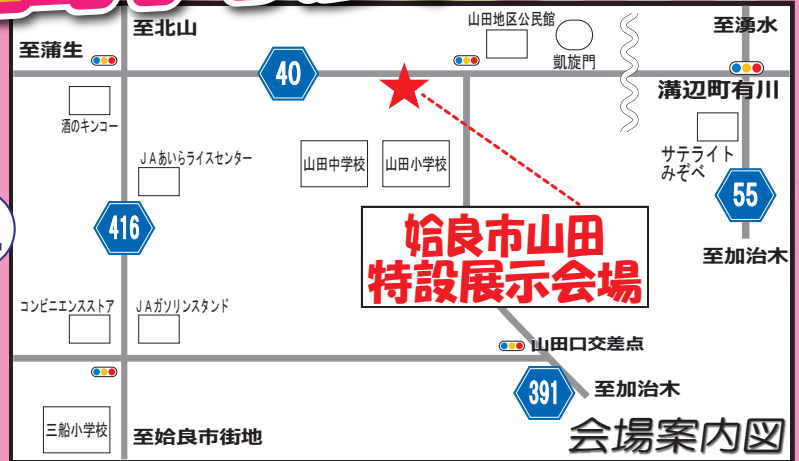 至北山
山田地区公民館
至湧水
至蒲生
凱旋門
40
溝辺町有川
酒のキンコー
サテライト
みぞべ
JAあいらライスセンター
山田中学校
山田小学校
55
416
姶良市山田
特設展示会場
至加治木
コンビニエンスストア
JAガソリンスタンド
山田口交差点
391
至加治木
三船小学校
至姶良市街地
会場案内図